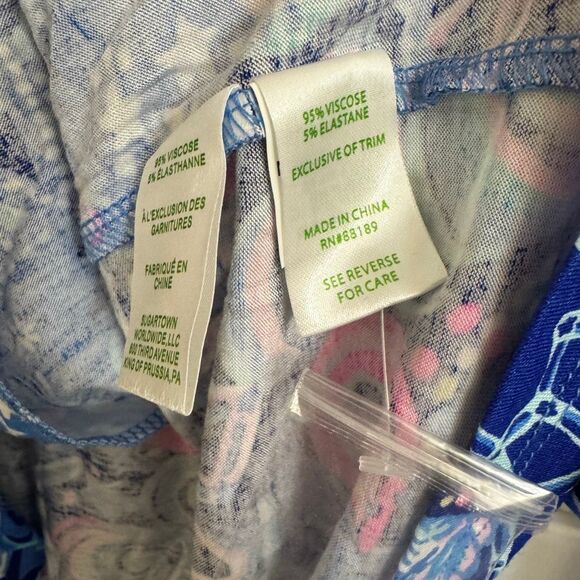 95% VISCOSE
5% ÉLASTHANNE
À L'EXCLUSION DES
GARNITURES
FABRIQUÉ EN
CHINE
SUGARTOWN
WORLDWIDE, LLC
800 THIRD AVENUE
KING OF PRUSSIA, PA
95% VISCOSE
5% ELASTANE
EXCLUSIVE OF TRIM
MADE IN CHINA
RN#88189
SEE REVERSE
FOR CARE